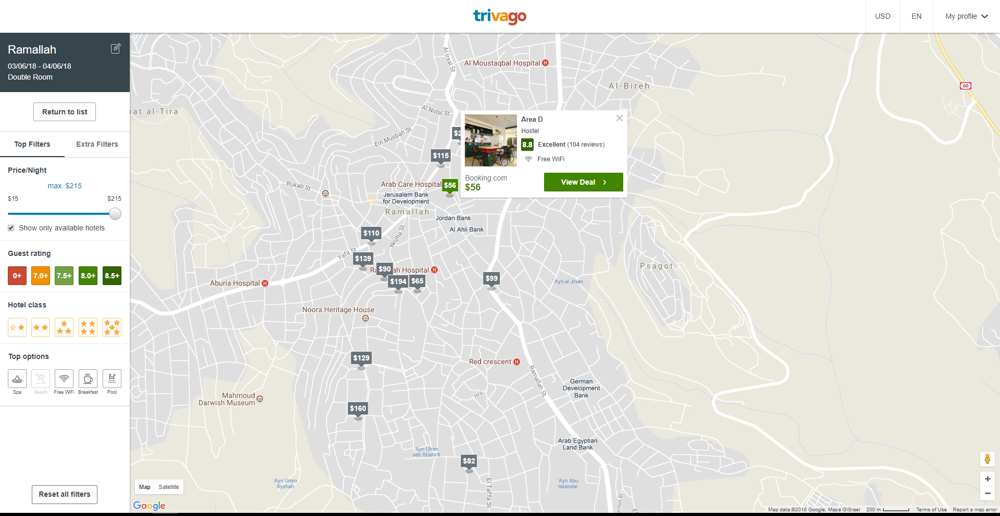 trivago
USD
EN
My profile
Ramallah
03/06/18 - 04/06/18
Double Room
Return to list
Top Filters
Extra Filters
Price/Night
max. $215
$15
$215
Show only available hotels
Guest rating
0+
7.0+
7.5+
8.0+
8.5+
Hotel class
Top options
Spa
Beach
Free WiFi
Breakfast
Pool
Reset all filters
Al-Irsal St
Al Moustaqbal Hospital
H
Al-Bireh
60
at al-Tira
Al Nidal St
Ein Musbah St
$115
Area D
Hostel
8.8
Excellent (104 reviews)
Free WiFi
Booking.com
$56
View Deal
Rukab St
Arab Care Hospital
$56
Jerusalem Bank
for Development
Ramallah
Jordan Bank
Al Ahli Bank
$110
Nozha St
Yafa St
$139
$90
ah Hospital
H
$194
$65
$99
Aburia Hospital
H
'Ayn al Jinan
Psagot
Noora Heritage House
$129
Red crescent
H
Ramallah St
German
Development
Bank
Isra
Mahmoud
Darwish Museum
$160
Arab Egyptian
Land Bank
'Ayn Umm
ash Shara'it
$82
'Ayn Umm
'Ayshah
El Taf'fa St
'Ayn Abu
Iskandar
Map
Satellite
Google
+
−
Map data ©2018 Google, Mapa GISrael
200 m
Terms of Use
Report a map error